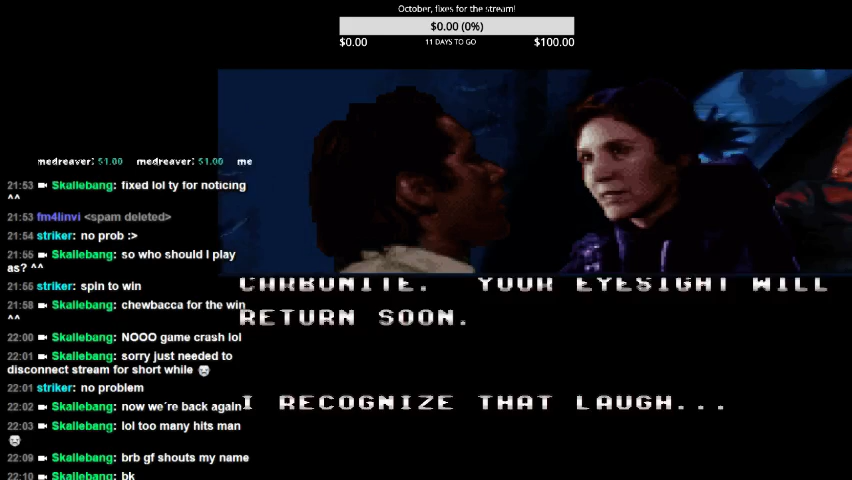 October, fixes for the stream!
$0.00 (0%)
$0.00 11 DAYS TO GO $100.00
medreaver: $1.00 medreaver: $1.00 me
21:53 Skallebang: fixed lol ty for noticing
^^
21:53 fm4linvi <spam deleted>
21:54 striker: no prob :>
21:55 Skallebang: so who should I play
as? ^^
21:55 striker: spin to win
21:58 Skallebang: chewbacca for the win
^^
22:00 Skallebang: NOOO game crash lol
22:01 Skallebang: sorry just needed to
disconnect stream for short while
22:01 striker: no problem
22:02 Skallebang: now we're back again
22:03 Skallebang: lol too many hits man
22:09 Skallebang: brb gf shouts my name
22:10 Skallebang: bk
CARBONITE. YOUR EYESIGHT WILL
RETURN SOON.
I RECOGNIZE THAT LAUGH...